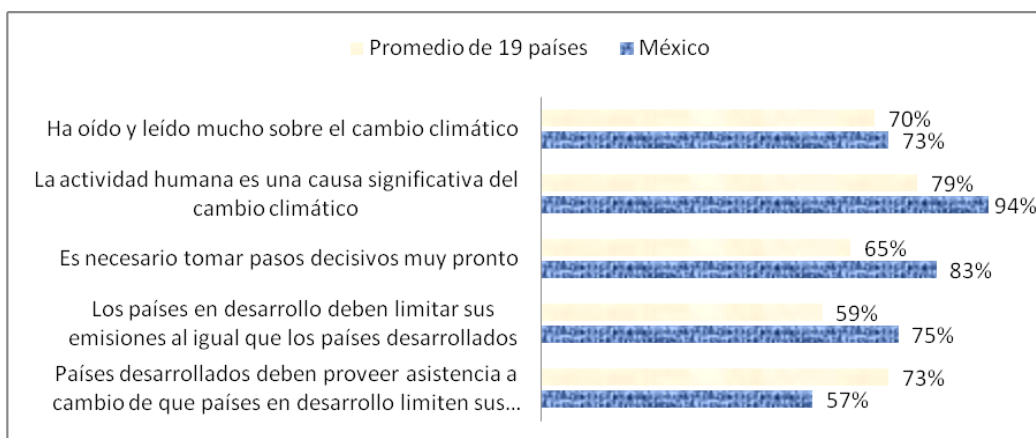 Promedio de 19 países México
Ha oído y leído mucho sobre el cambio climático
70%
73%
La actividad humana es una causa significativa del
cambio climático
79%
94%
Es necesario tomar pasos decisivos muy pronto
65%
83%
Los países en desarrollo deben limitar sus
emisiones al igual que los países desarrollados
59%
75%
Países desarrollados deben proveer asistencia a
cambio de que países en desarrollo limiten sus...
73%
57%